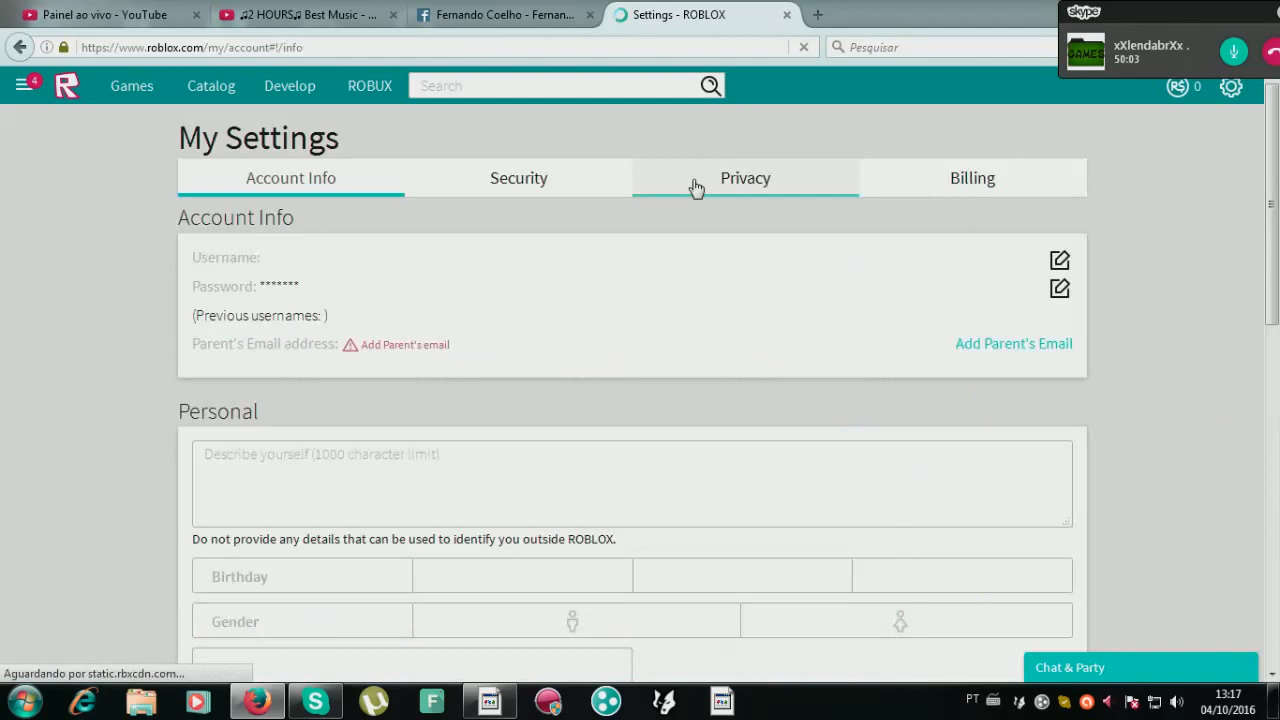 Painel ao vivo - YouTube
♫2 HOURS♫ Best Music - ...
Fernando Coelho - Fernan...
Settings - ROBLOX
skype
https://www.roblox.com/my/account#!/info
Pesquisar
GAMES
xXlendabrXx .
50:03
4
Games
Catalog
Develop
ROBUX
Search
R$ 0
My Settings
Account Info
Security
Privacy
Billing
Account Info
Username:
Password: *******
(Previous usernames: )
Parent's Email address: Add Parent's email
Add Parent's Email
Personal
Describe yourself (1000 character limit)
Do not provide any details that can be used to identify you outside ROBLOX.
Birthday
Gender
Chat & Party
Aguardando por static.rbxcdn.com...
PT
13:17
04/10/2016